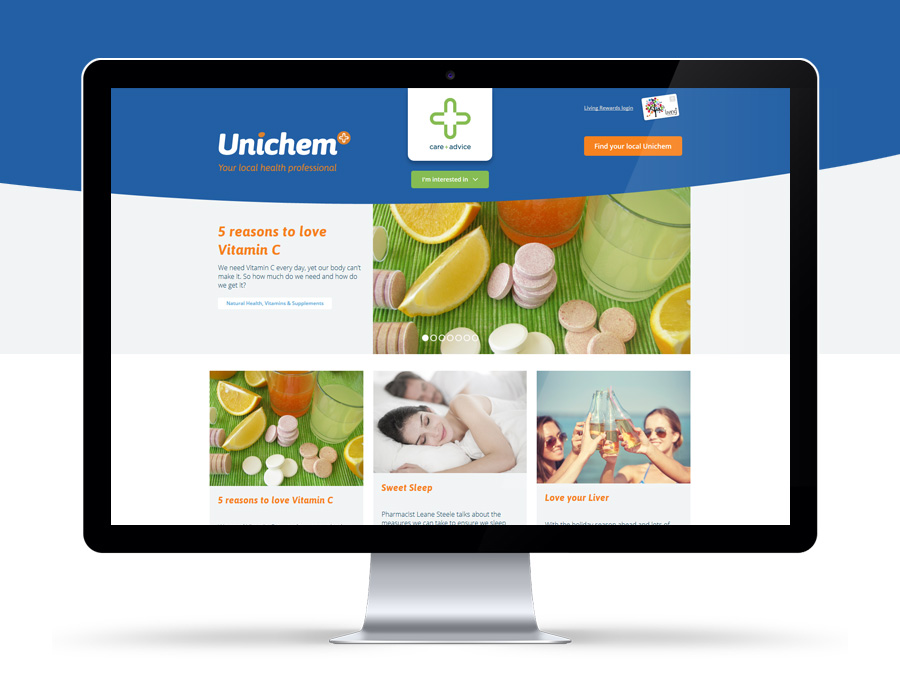 Unichem
Your local health professional
care + advice
I'm interested in
Living Rewards login
living
Find your local Unichem
5 reasons to love
Vitamin C
We need Vitamin C every day, yet our body can't
make it. So how much do we need and how do
we get it?
Natural Health, Vitamins & Supplements
5 reasons to love Vitamin C
Sweet Sleep
Pharmacist Leane Steele talks about the
measures we can take to ensure we sleep
Love your Liver
With the holiday season ahead and lots of